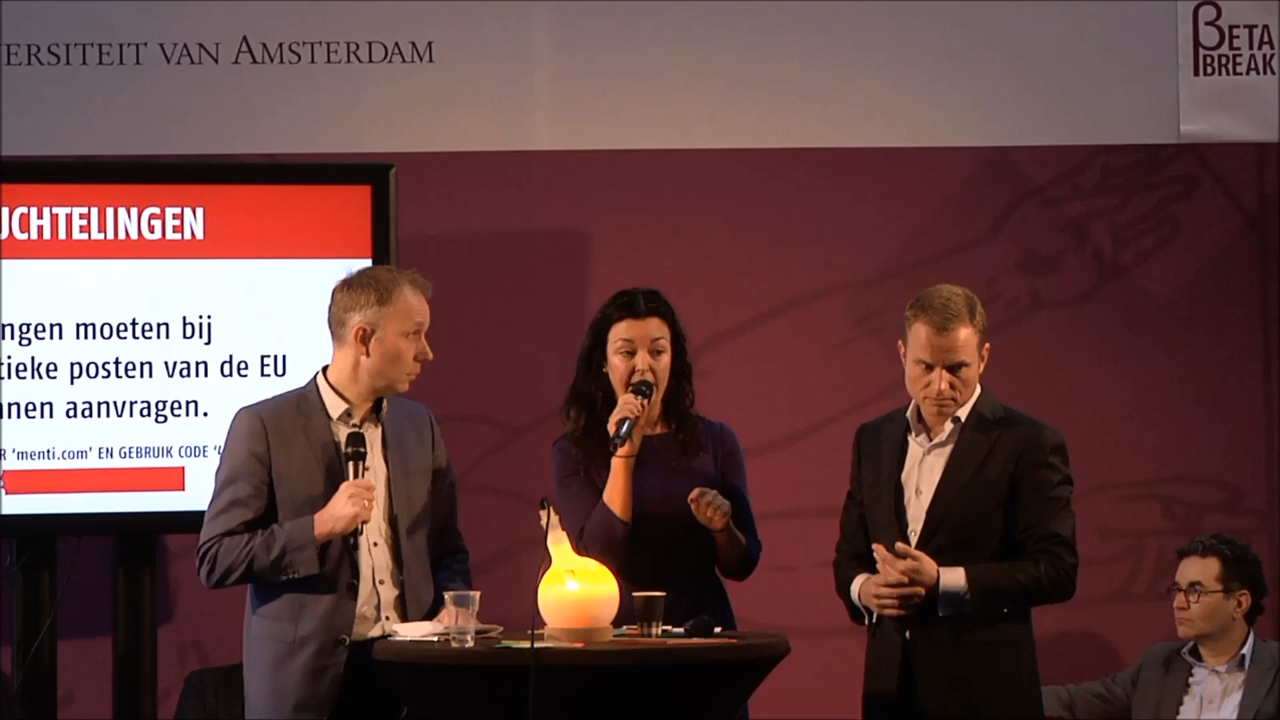 ERSITEIT VAN AMSTERDAM
BETA
BREAK
UCHTELINGEN
ngen moeten bij
tieke posten van de EU
nnen aanvragen.
R 'menti.com' EN GEBRUIK CODE '4